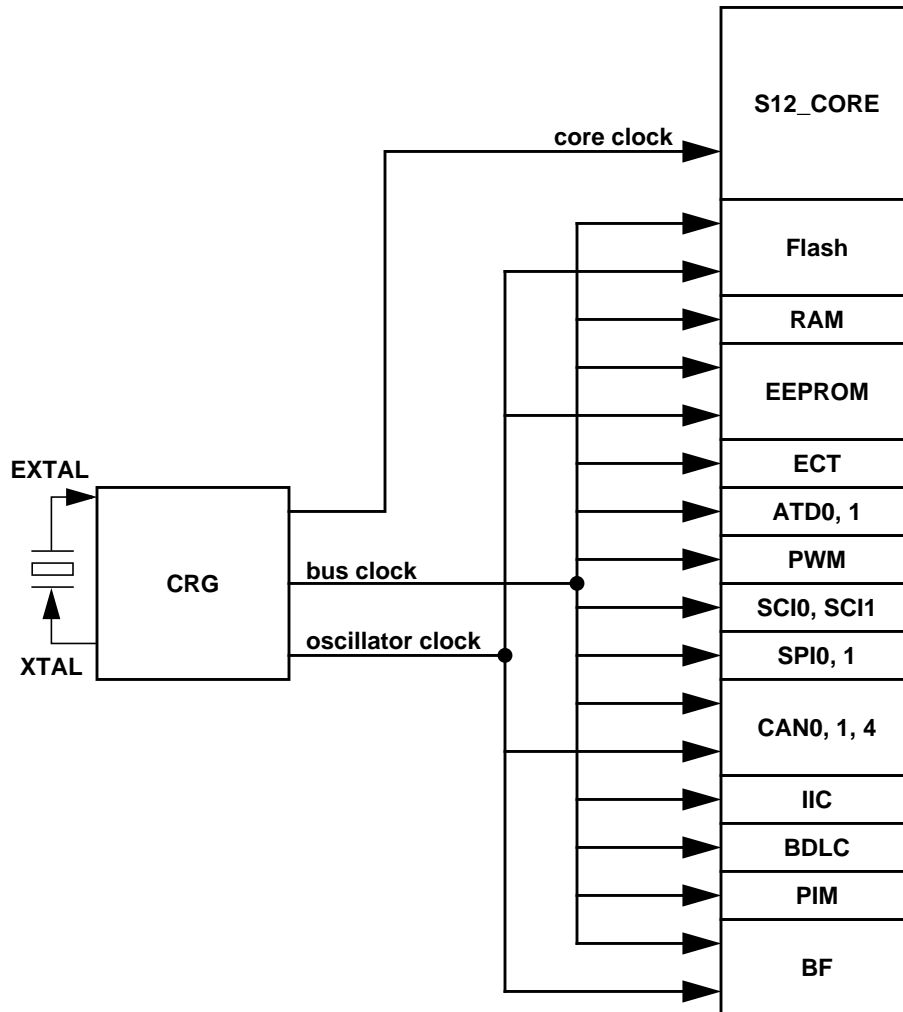 S12_CORE
core clock
Flash
RAM
EEPROM
EXTAL
ECT
ATD0, 1
PWM
bus clock
CRG
SCI0, SCI1
oscillator clock
SPI0, 1
XTAL
CAN0, 1, 4
IIC
BDLC
PIM
BF